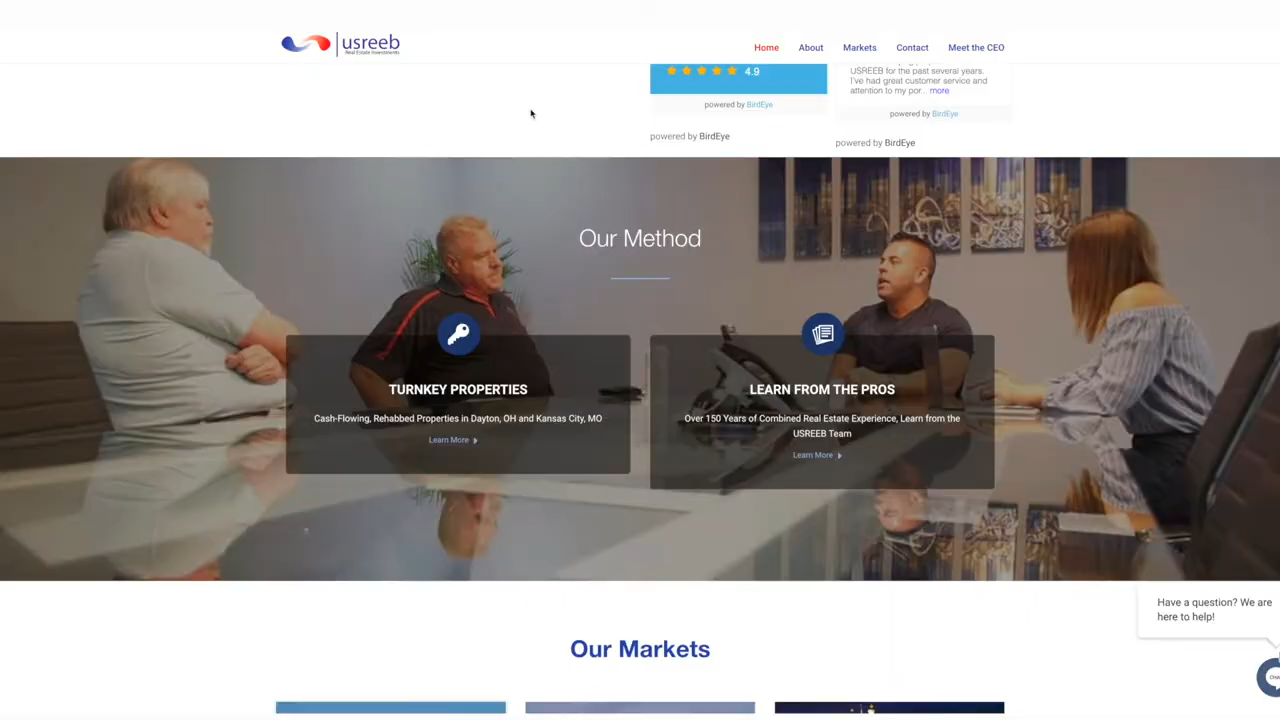 usreeb
Real Estate Investments
Home
About
Markets
Contact
Meet the CEO
4.9
powered by BirdEye
powered by BirdEye
USREEB for the past several years.
I've had great customer service and
attention to my por... more
powered by BirdEye
powered by BirdEye
Our Method
TURNKEY PROPERTIES
Cash-Flowing, Rehabbed Properties in Dayton, OH and Kansas City, MO
Learn More
LEARN FROM THE PROS
Over 150 Years of Combined Real Estate Experience, Learn from the
USREEB Team
Learn More
Our Markets
Have a question? We are
here to help!